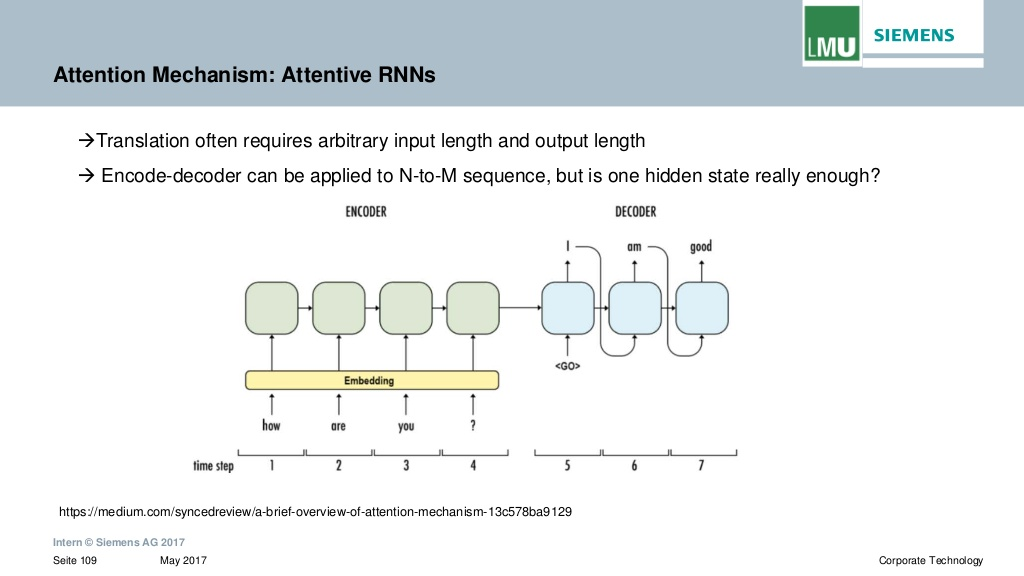 LMU SIEMENS
Attention Mechanism: Attentive RNNs
→Translation often requires arbitrary input length and output length
→ Encode-decoder can be applied to N-to-M sequence, but is one hidden state really enough?
ENCODER DECODER
I am good
<GO>
Embedding
how are you ?
time step 1 2 3 4 5 6 7
https://medium.com/syncedreview/a-brief-overview-of-attention-mechanism-13c578ba9129
Intern © Siemens AG 2017
Seite 109 May 2017 Corporate Technology